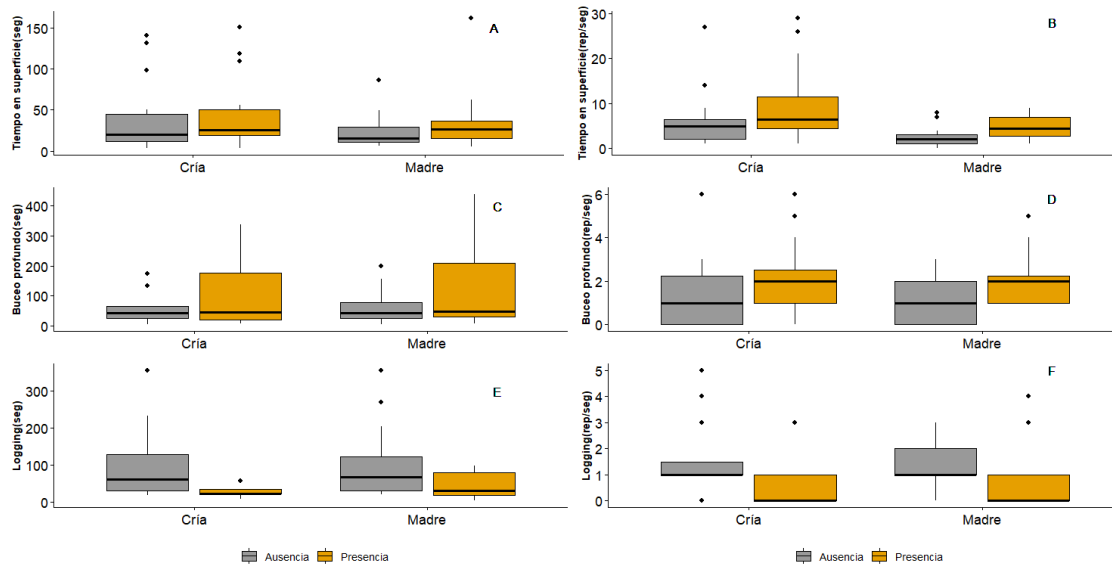 Tiempo en superficie(seg)
150
100
50
0
A
Cría
Madre
Tiempo en superficie(rep/seg)
30
20
10
0
B
Cría
Madre
Buceo profundo(seg)
400
300
200
100
0
C
Cría
Madre
Buceo profundo(rep/seg)
6
4
2
0
D
Cría
Madre
Logging(seg)
300
200
100
0
E
Cría
Madre
Logging(rep/seg)
5
4
3
2
1
0
F
Cría
Madre
Ausencia Presencia
Ausencia Presencia